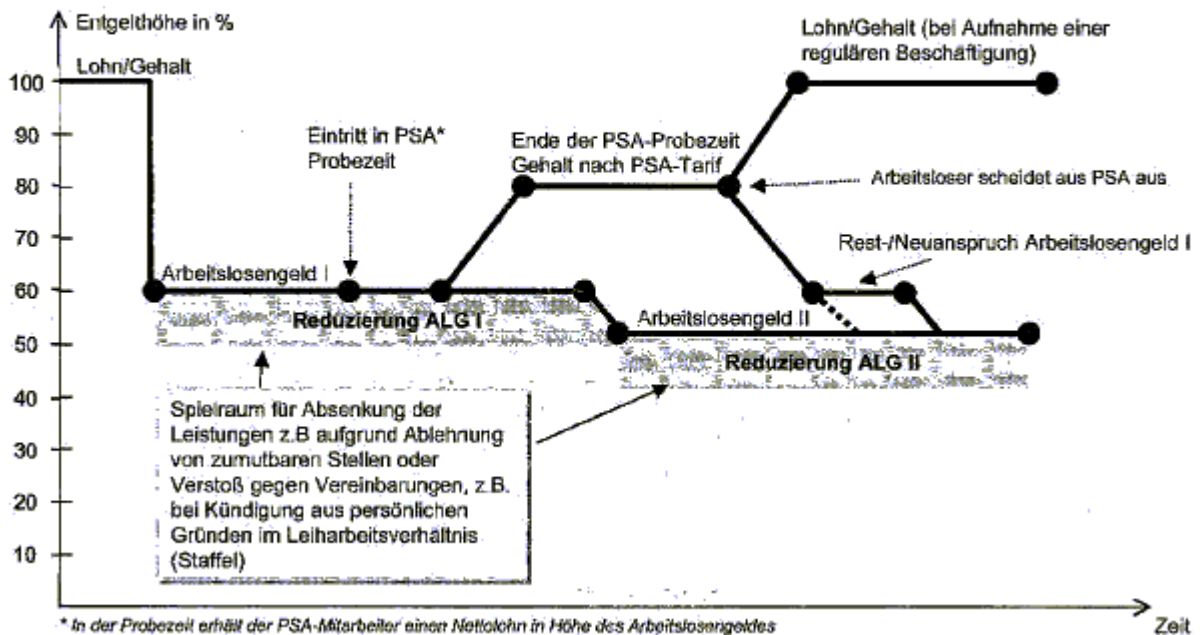 Entgelthöhe in %
Lohn/Gehalt
Lohn/Gehalt (bei Aufnahme einer
regulären Beschäftigung)
100
90
80
70
60
50
40
30
20
10
Eintritt in PSA*
Probezeit
Ende der PSA-Probezeit
Gehalt nach PSA-Tarif
Arbeitsloser scheidet aus PSA aus
Rest-/Neuanspruch Arbeitslosengeld I
Arbeitslosengeld I
Reduzierung ALG I
Arbeitslosengeld II
Reduzierung ALG II
Spielraum für Absenkung der
Leistungen z.B aufgrund Ablehnung
von zumutbaren Stellen oder
Verstoß gegen Vereinbarungen, z.B.
bei Kündigung aus persönlichen
Gründen im Leiharbeitsverhältnis
(Staffel)
* In der Probezeit erhält der PSA-Mitarbeiter einen Nettolohn in Höhe des Arbeitslosengeldes
Zeit